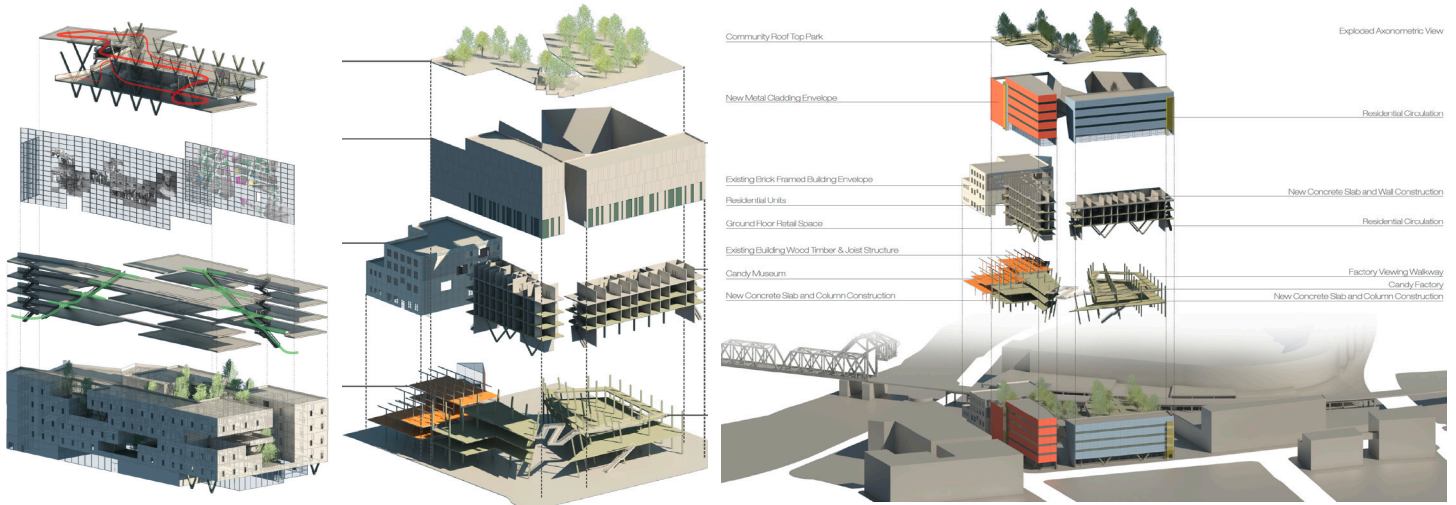 Community Roof Top Park
Exploded Axonometric View
New Metal Cladding Envelope
Residential Circulation
Existing Brick Framed Building Envelope
New Concrete Slab and Wall Construction
Residential Units
Ground Floor Retail Space
Residential Circulation
Existing Building Wood Timber & Joist Structure
Candy Museum
Factory Viewing Walkway
Candy Factory
New Concrete Slab and Column Construction
New Concrete Slab and Column Construction